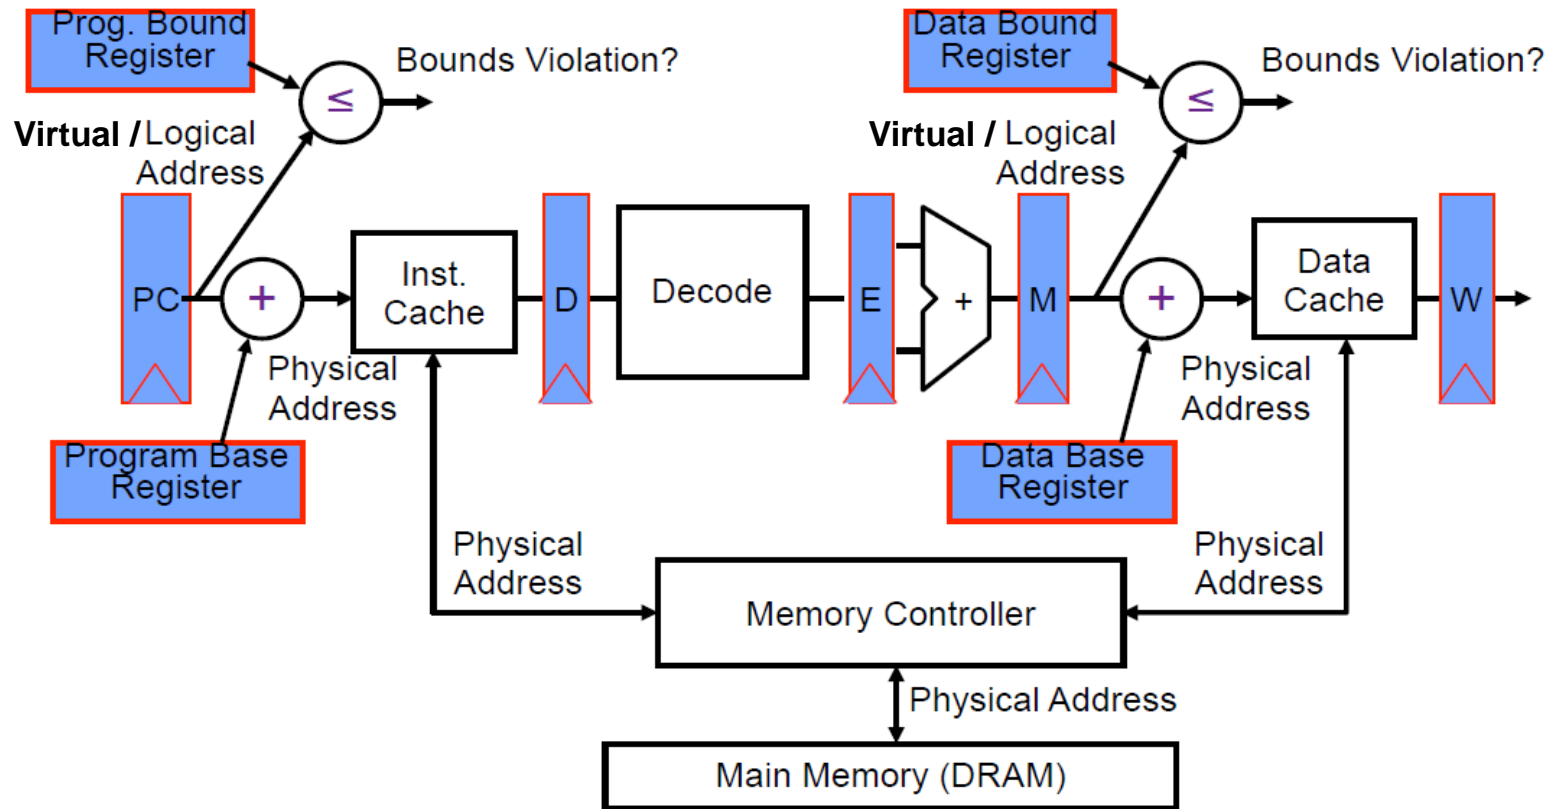 Prog. Bound
Register
Bounds Violation?
≤
Virtual / Logical
Address
Data Bound
Register
Bounds Violation?
≤
Virtual / Logical
Address
PC
+
Inst.
Cache
D
Decode
E
+
M
+
Data
Cache
W
Physical
Address
Program Base
Register
Physical
Address
Data Base
Register
Physical
Address
Memory Controller
Physical
Address
Physical Address
Main Memory (DRAM)